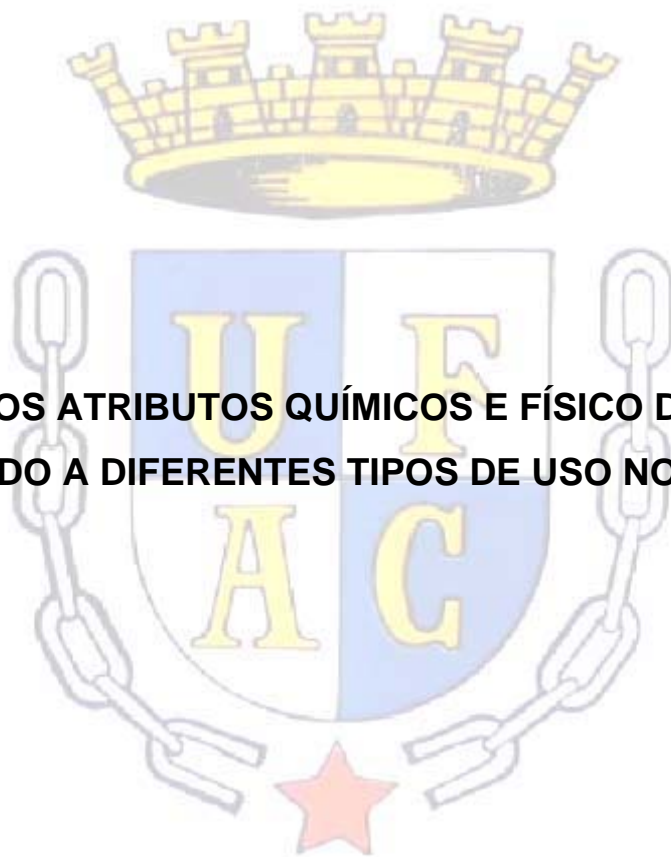 U F
OS ATRIBUTOS QUÍMICOS E FÍSICO D
DO A DIFERENTES TIPOS DE USO NO
A C